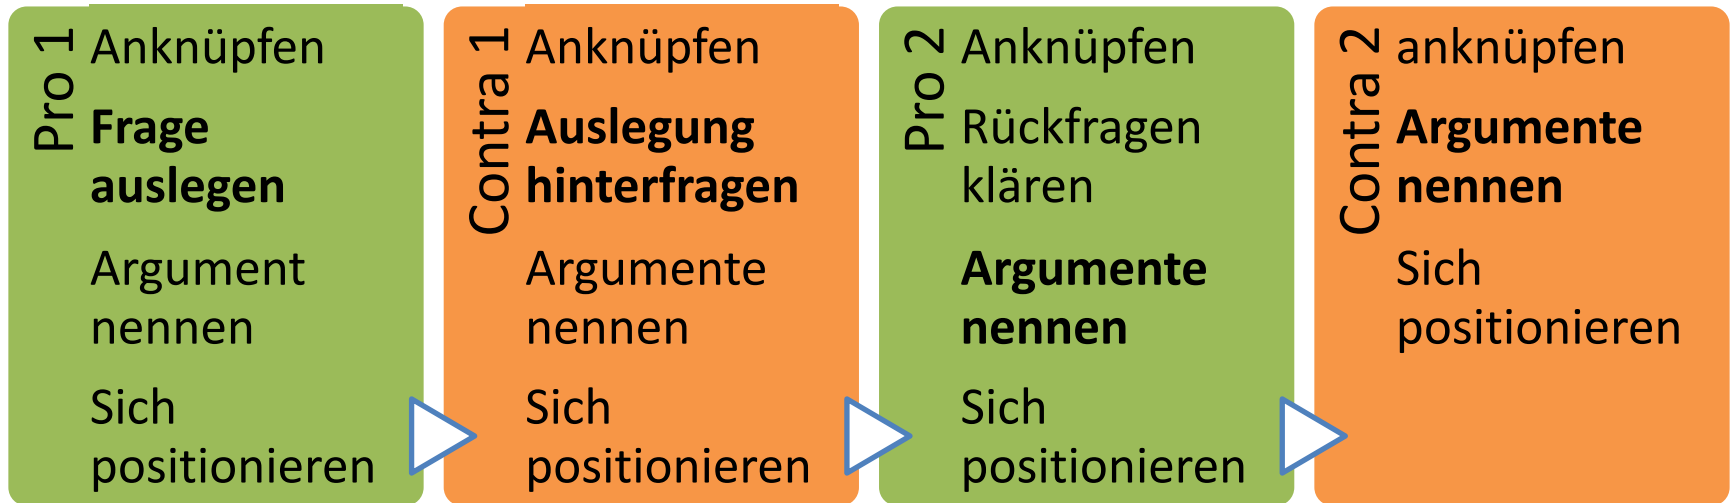 Pro 1
Anknüpfen
Frage
auslegen
Argument
nennen
Sich
positionieren
Contra 1
Anknüpfen
Auslegung
hinterfragen
Argumente
nennen
Sich
positionieren
Pro 2
Anknüpfen
Rückfragen
klären
Argumente
nennen
Sich
positionieren
Contra 2
anknüpfen
Argumente
nennen
Sich
positionieren